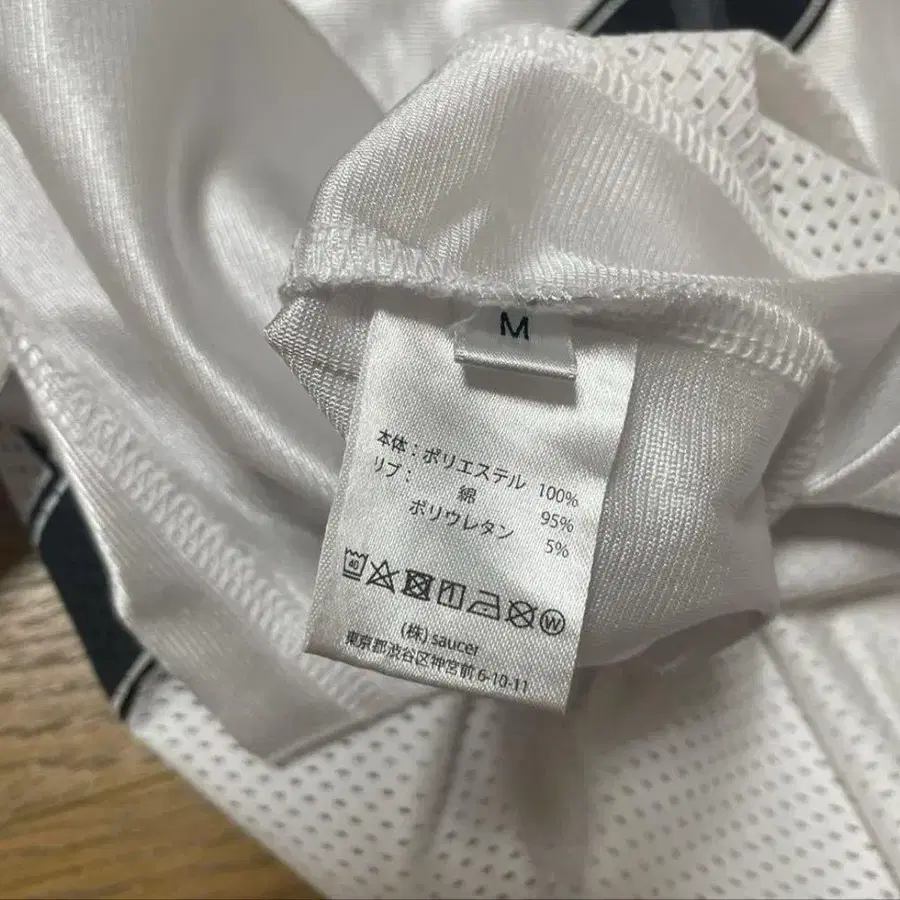 M
本体：ポリエステル 100%
リブ： 綿 95%
ポリウレタン 5%
40
W
(株) saucer
東京都渋谷区神宮前 6-10-11